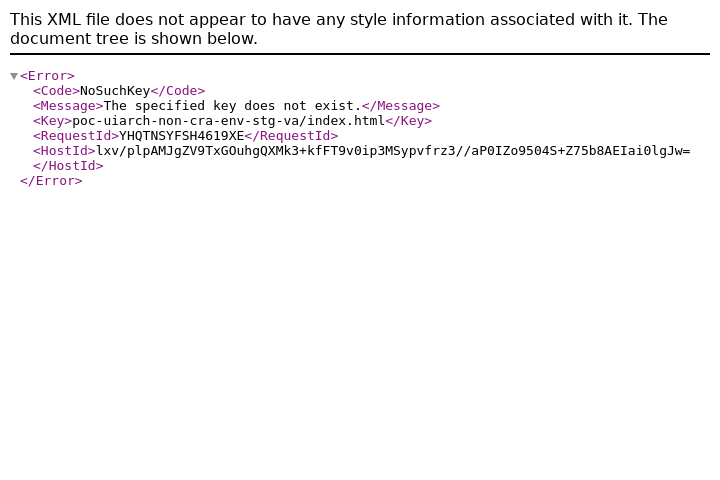 This XML file does not appear to have any style information associated with it. The
document tree is shown below.
<Error>
<Code>NoSuchKey</Code>
<Message>The specified key does not exist.</Message>
<Key>poc-uiarch-non-cra-env-stg-va/index.html</Key>
<RequestId>YHQTNSYFSH4619XE</RequestId>
<HostId>lxv/plpAMJgZV9TxGOuhgQXMk3+kfFT9v0ip3MSypvfrz3//aP0IZo9504S+Z75b8AEIai0lgJw=
</HostId>
</Error>